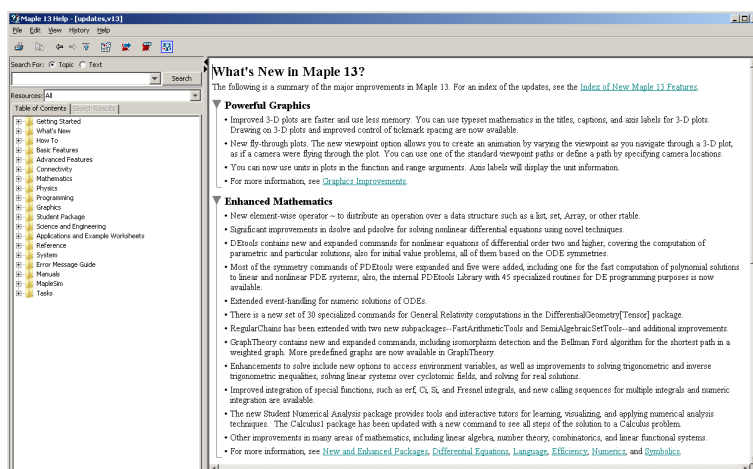 Maple 13 Help - [updates,v13]
File Edit View History Help
Search For: Topic Text
Search
Resources: All
Table of Contents Search Results
Getting Started
What's New
How To
Basic Features
Advanced Features
Connectivity
Mathematics
Physics
Programming
Graphics
Student Package
Science and Engineering
Applications and Example Worksheets
Reference
System
Error Message Guide
Manuals
MapleSim
Tasks
What's New in Maple 13?
The following is a summary of the major improvements in Maple 13. For an index of the updates, see the Index of New Maple 13 Features.
Powerful Graphics
• Improved 3-D plots are faster and use less memory. You can use typeset mathematics in the titles, captions, and axis labels for 3-D plots.
Drawing on 3-D plots and improved control of tickmark spacing are now available.
• New fly-through plots. The new viewpoint option allows you to create an animation by varying the viewpoint as you navigate through a 3-D plot,
as if a camera were flying through the plot. You can use one of the standard viewpoint paths or define a path by specifying camera locations.
• You can now use units in plots in the function and range arguments. Axis labels will display the unit information.
• For more information, see Graphics Improvements.
Enhanced Mathematics
• New element-wise operator ~ to distribute an operation over a data structure such as a list, set, Array, or other rtable.
• Significant improvements in dsolve and pdsolve for solving nonlinear differential equations using novel techniques.
• DEtools contains new and expanded commands for nonlinear equations of differential order two and higher, covering the computation of
parametric and particular solutions, also for initial value problems, all of them based on the ODE symmetries.
• Most of the symmetry commands of PDEtools were expanded and five were added, including one for the fast computation of polynomial solutions
to linear and nonlinear PDE systems; also, the internal PDEtools Library with 45 specialized routines for DE programming purposes is now
available.
• Extended event-handling for numeric solutions of ODEs.
• There is a new set of 30 specialized commands for General Relativity computations in the DifferentialGeometry[Tensor] package.
• RegularChains has been extended with two new subpackages--FastArithmeticTools and SemiAlgebraicSetTools--and additional improvements.
• GraphTheory contains new and expanded commands, including isomorphism detection and the Bellman Ford algorithm for the shortest path in a
weighted graph. More predefined graphs are now available in GraphTheory.
• Enhancements to solve include new options to access environment variables, as well as improvements to solving trigonometric and inverse
trigonometric inequalities, solving linear systems over cyclotomic fields, and solving for real solutions.
• Improved integration of special functions, such as erf, Ci, Si, and Fresnel integrals, and new calling sequences for multiple integrals and numeric
integration are available.
• The new Student Numerical Analysis package provides tools and interactive tutors for learning, visualizing, and applying numerical analysis
techniques. The Calculus1 package has been updated with a new command to see all steps of the solution to a Calculus problem.
• Other improvements in many areas of mathematics, including linear algebra, number theory, combinatorics, and linear functional systems.
• For more information, see New and Enhanced Packages, Differential Equations, Language, Efficiency, Numerics, and Symbolics.